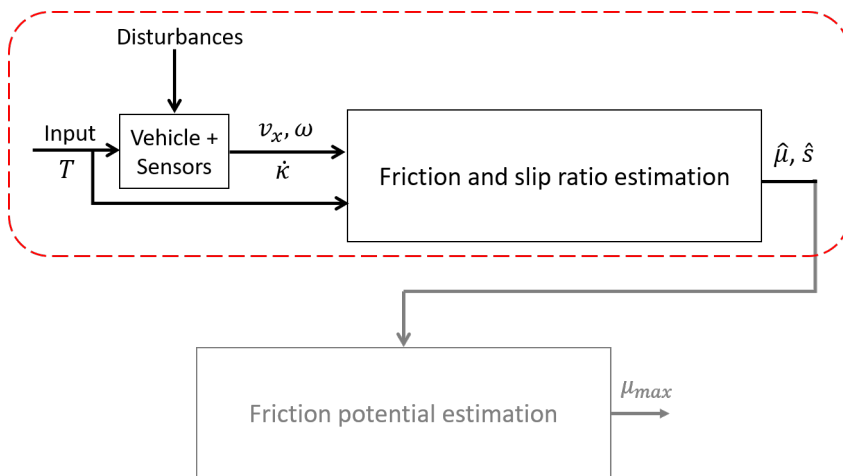 Disturbances
Input
T
Vehicle +
Sensors
v_x, ω
κ̇
Friction and slip ratio estimation
μ̂, ŝ
Friction potential estimation
μ_max